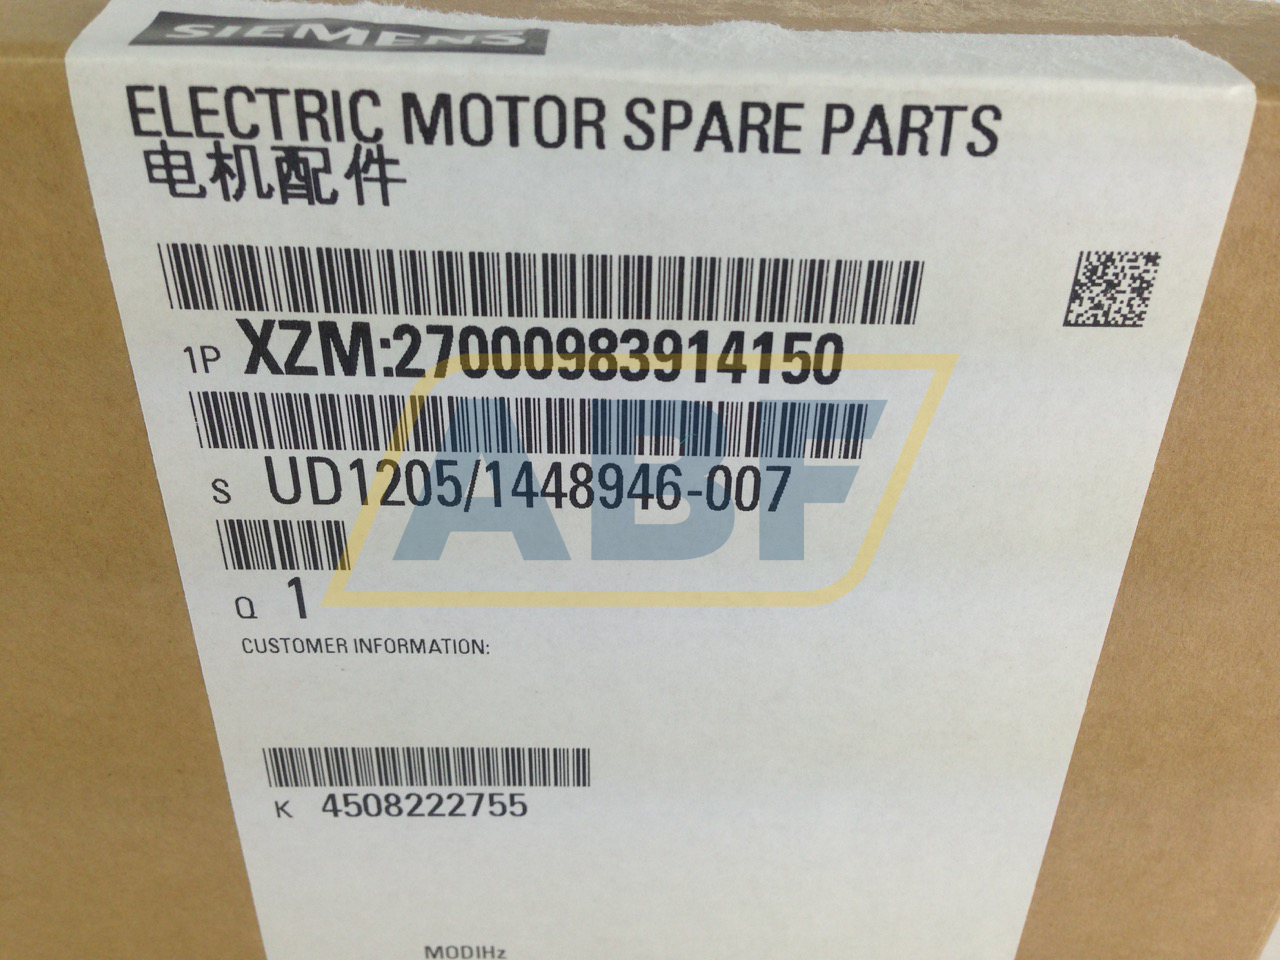 SIEMENS
ELECTRIC MOTOR SPARE PARTS
电机配件
1P XZM:27000983914150
ABF
S UD1205/1448946-007
Q 1
CUSTOMER INFORMATION:
K 4508222755
MODIHz